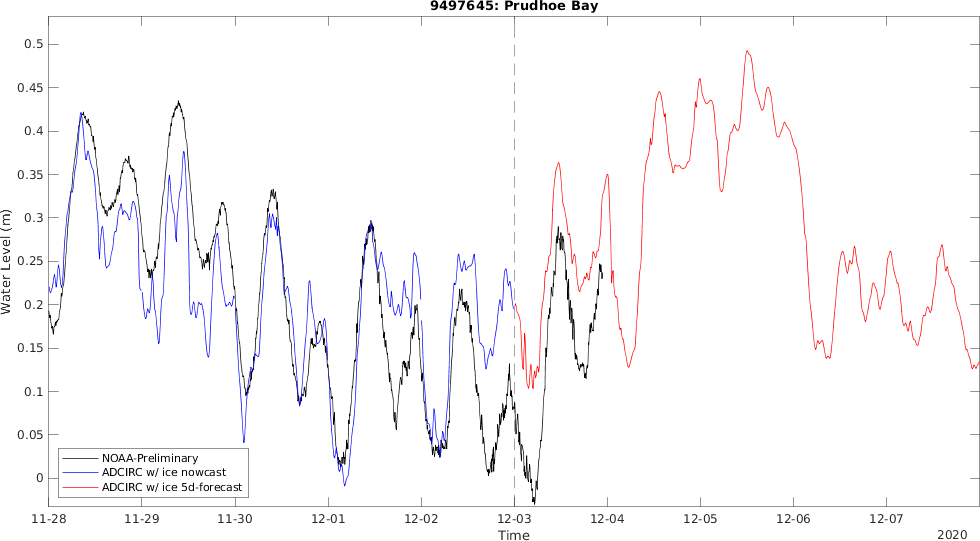 9497645: Prudhoe Bay
0.5
0.45
0.4
0.35
0.3
0.25
0.2
0.15
0.1
0.05
0
Water Level (m)
NOAA-Preliminary
ADCIRC w/ ice nowcast
ADCIRC w/ ice 5d-forecast
11-28 11-29 11-30 12-01 12-02 12-03 12-04 12-05 12-06 12-07
Time
2020